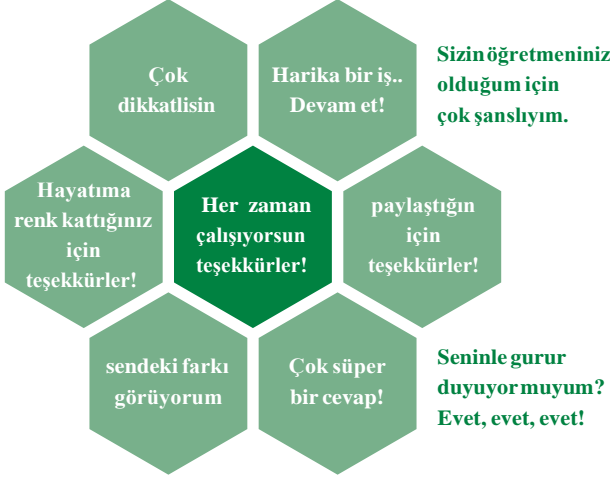 Çok
dikkatlisin
Harika bir iş..
Devam et!
Sizin öğretmeniniz
olduğum için
çok şanslıyım.
Hayatıma
renk kattığınız
için
teşekkürler!
Her zaman
çalışıyorsun
teşekkürler!
paylaştığın
için
teşekkürler!
sendeki farkı
görüyorum
Çok süper
bir cevap!
Seninle gurur
duyuyor muyum?
Evet, evet, evet!